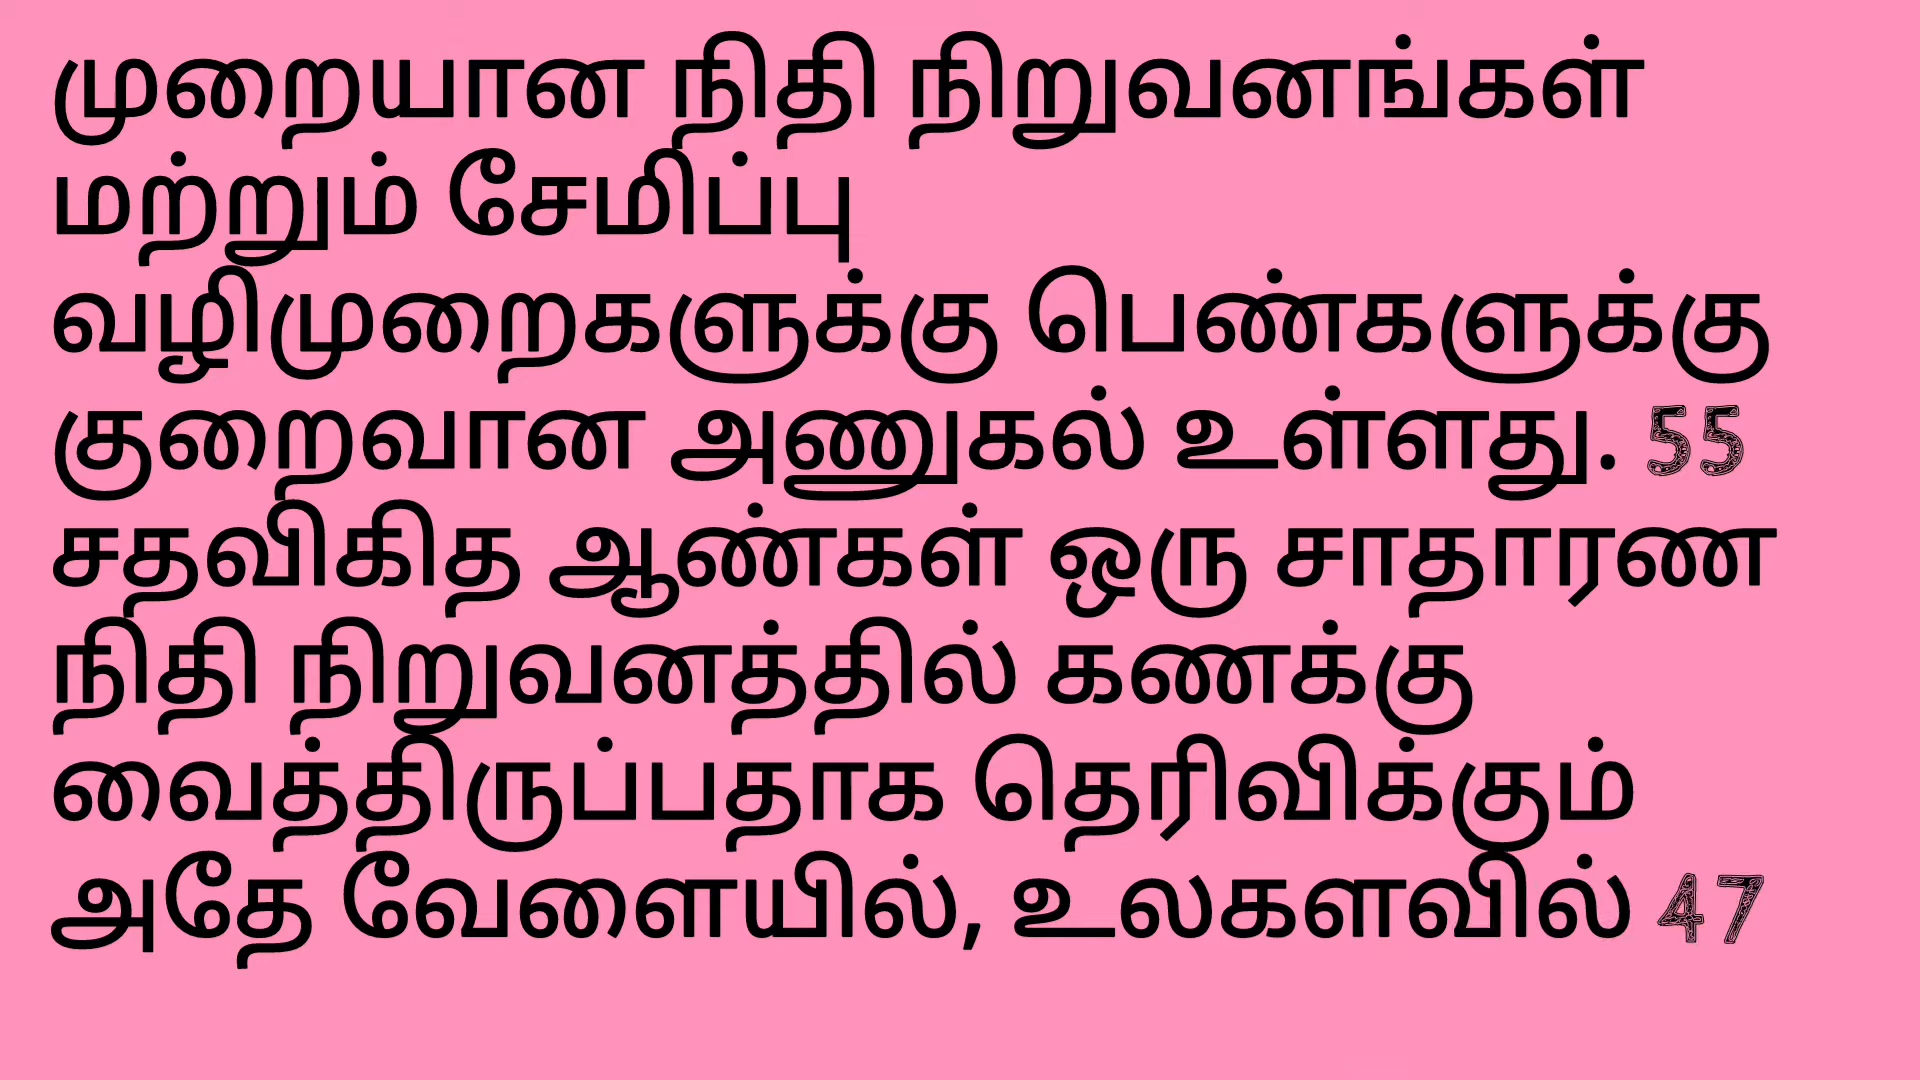 முறையான நிதி நிறுவனங்கள்
மற்றும் சேமிப்பு
வழிமுறைகளுக்கு பெண்களுக்கு
குறைவான அணுகல் உள்ளது. 55
சதவிகித ஆண்கள் ஒரு சாதாரண
நிதி நிறுவனத்தில் கணக்கு
வைத்திருப்பதாக தெரிவிக்கும்
அதே வேளையில், உலகளவில் 47